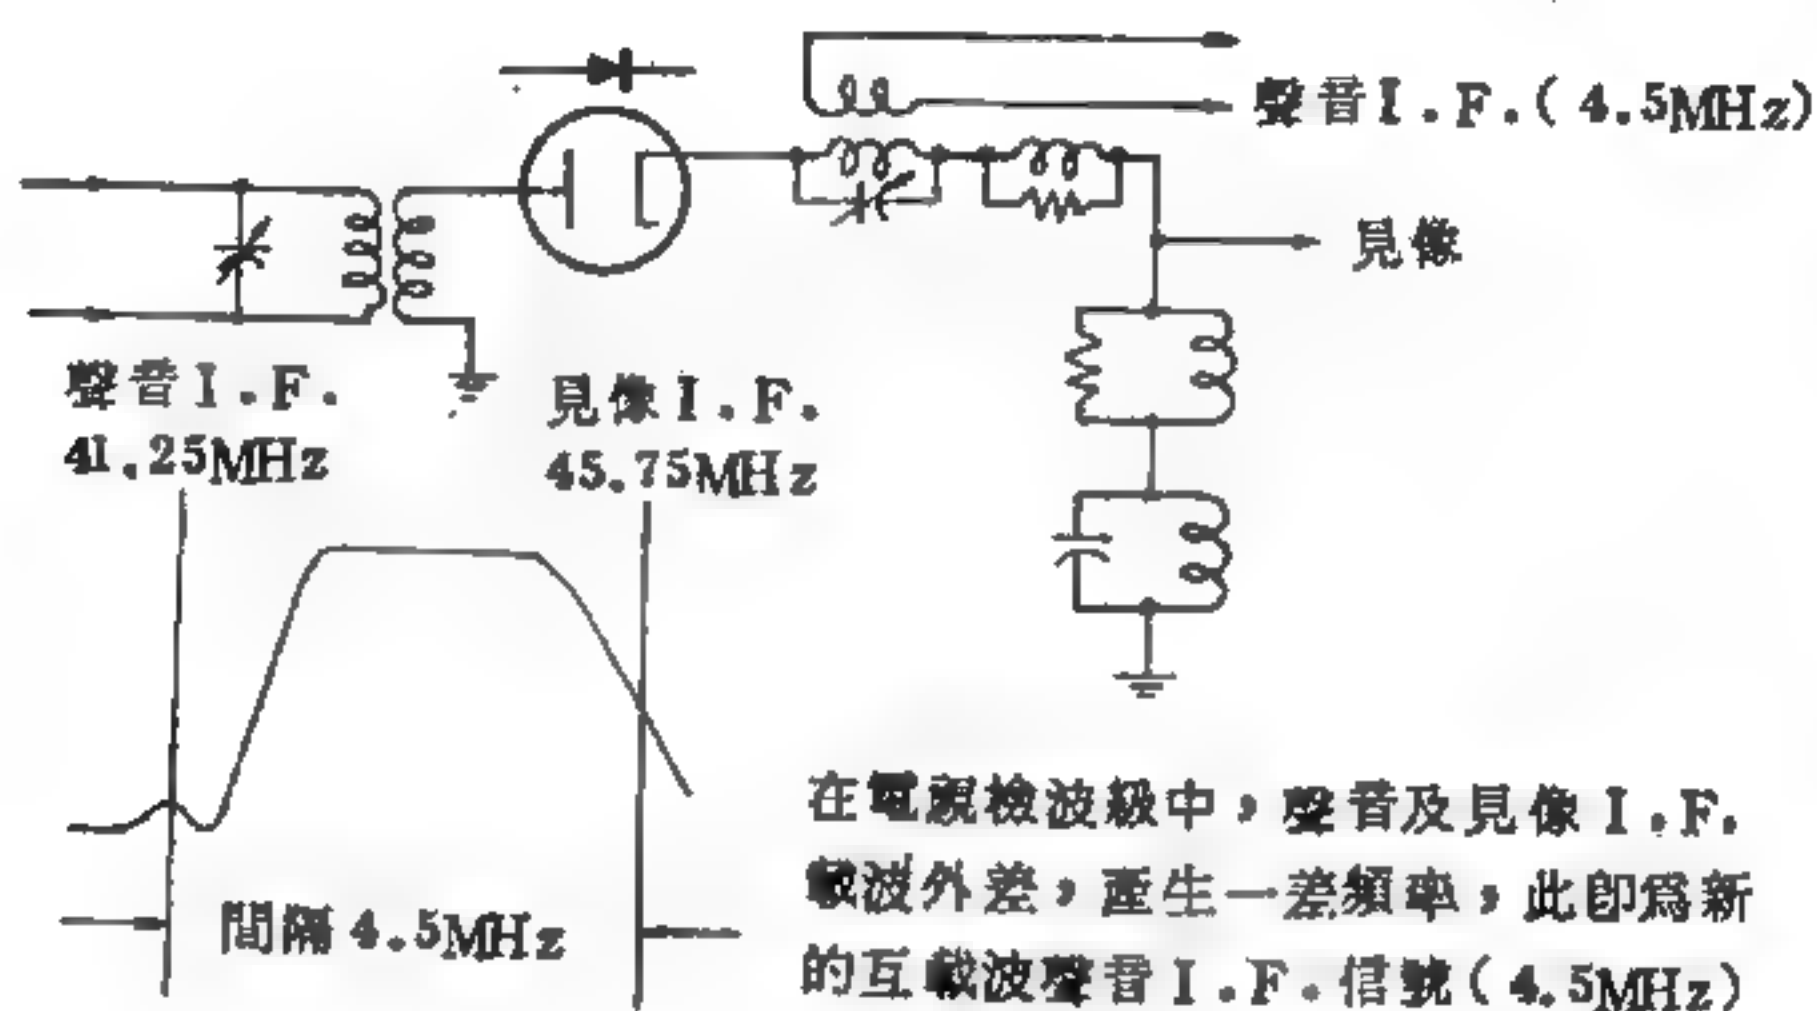 聲音I.F.(4.5MHz)
見像
聲音I.F.
41.25MHz
見像I.F.
45.75MHz
間隔4.5MHz
在電視檢波級中，聲音及見像I.F.
載波外差，產生一差頻率，此即爲新
的互載波聲音I.F.信號(4.5MHz)